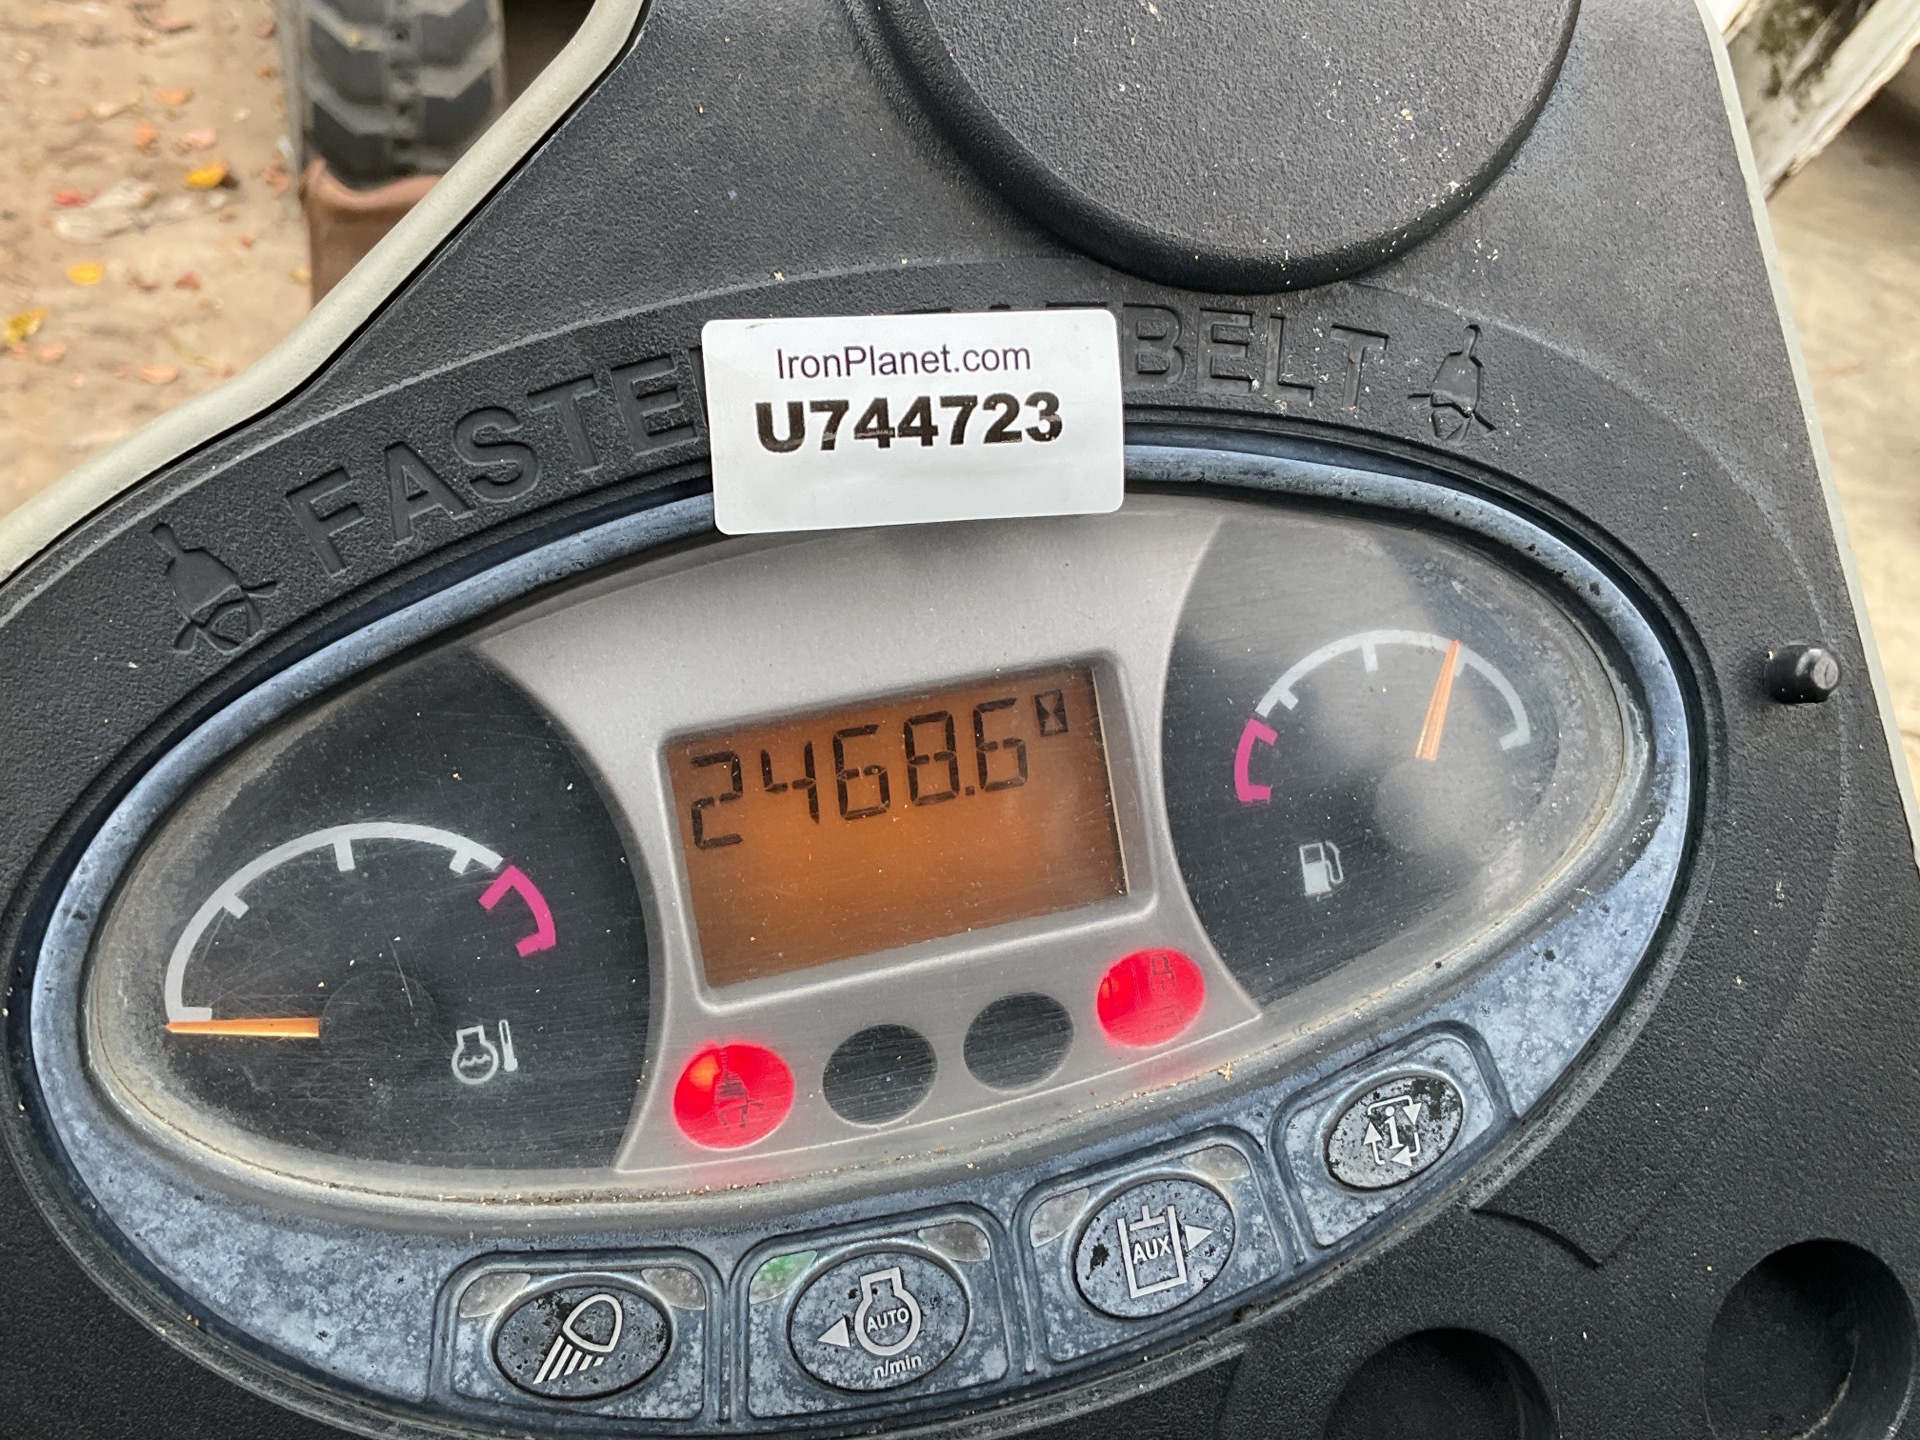 IronPlanet.com
U744723
FASTE BELT
2468.6
AUTO
n/min
AUX
i